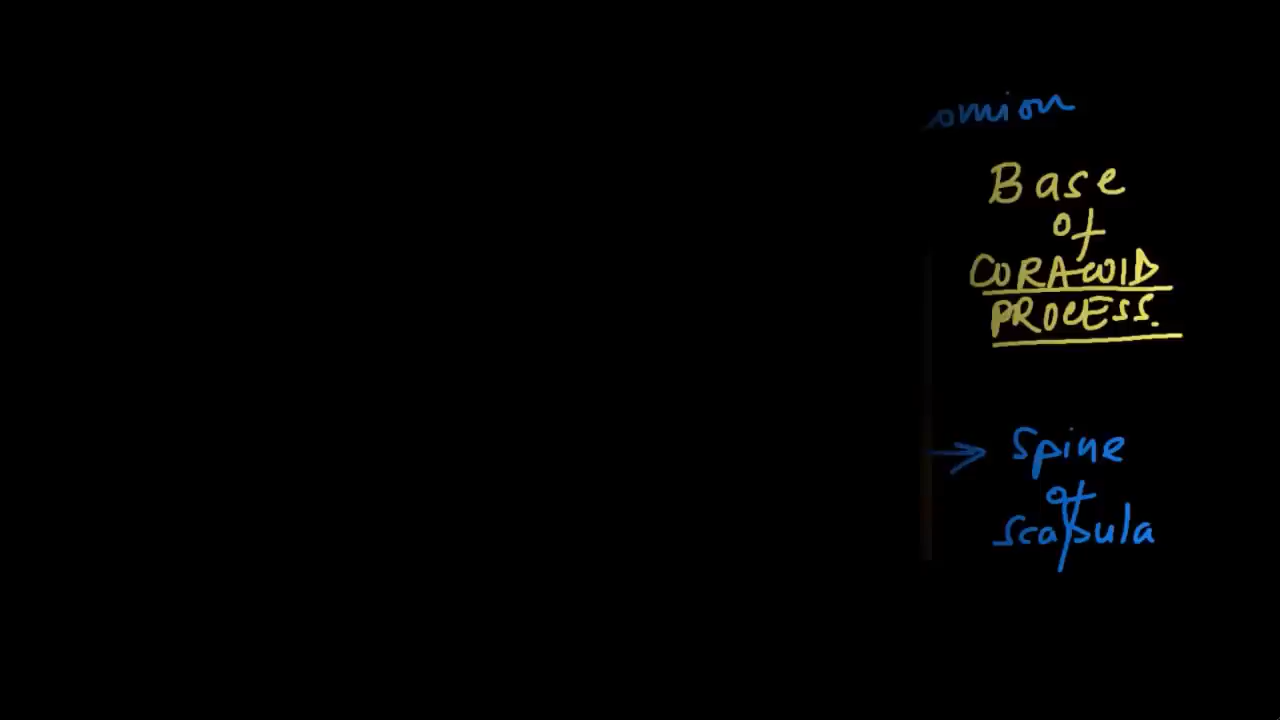 omion
Base
of
CORACOID
PROCESS.
Spine
of
scapula